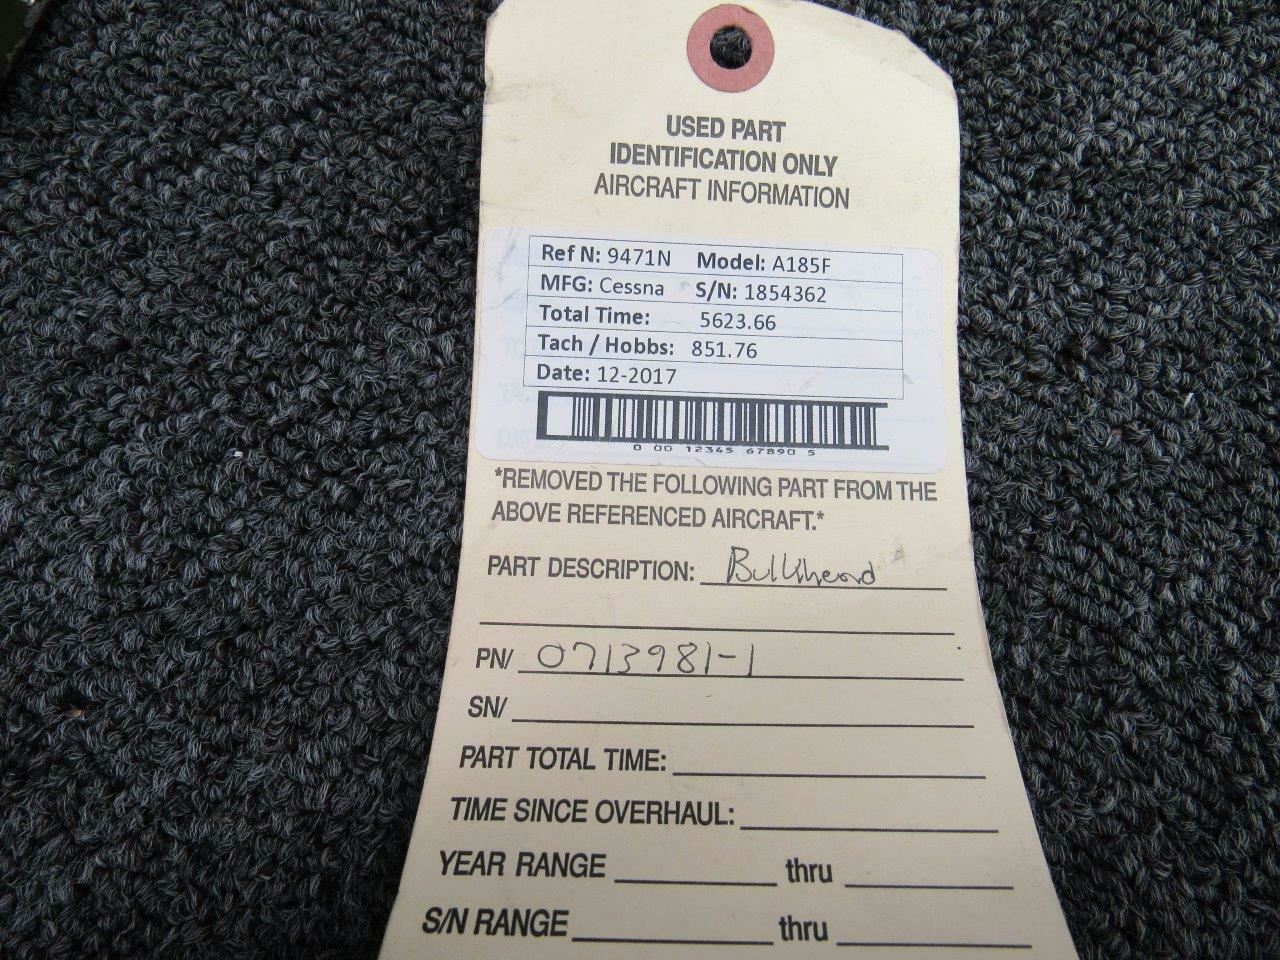 USED PART
IDENTIFICATION ONLY
AIRCRAFT INFORMATION
Ref N: 9471N Model: A185F
MFG: Cessna S/N: 1854362
Total Time: 5623.66
Tach / Hobbs: 851.76
Date: 12-2017
0 00 12345 67890 5
*REMOVED THE FOLLOWING PART FROM THE
ABOVE REFERENCED AIRCRAFT.*
PART DESCRIPTION: Bulkhead
PN/ 0713981-1
SN/
PART TOTAL TIME:
TIME SINCE OVERHAUL:
YEAR RANGE thru
S/N RANGE thru